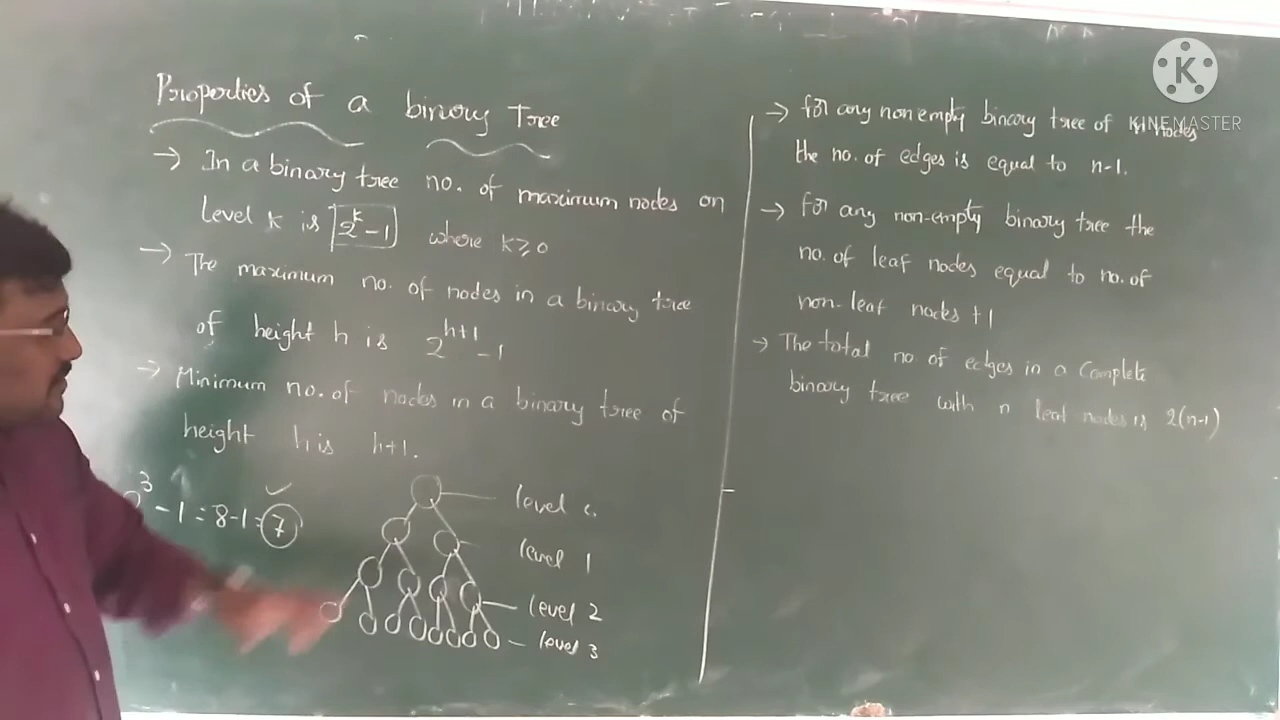 Properties of a binary Tree
→ In a binary tree no. of maximum nodes on
Level k is 2^k - 1 where k ≥ 0
→ The maximum no. of nodes in a binary tree
of height h is 2^(h+1) - 1
→ Minimum no. of nodes in a binary tree of
height h is h+1.
3 - 1 = 8-1 = 7
level
level 1
level 2
level 3
→ for any non empty binary tree of nodes
the no. of edges is equal to n-1.
→ for any non-empty binary tree the
no. of leaf nodes equal to no. of
non-leaf nodes +1
→ The total no. of edges in a Complete
binary tree with n leaf nodes is 2(n-1)
K
KINEMASTER